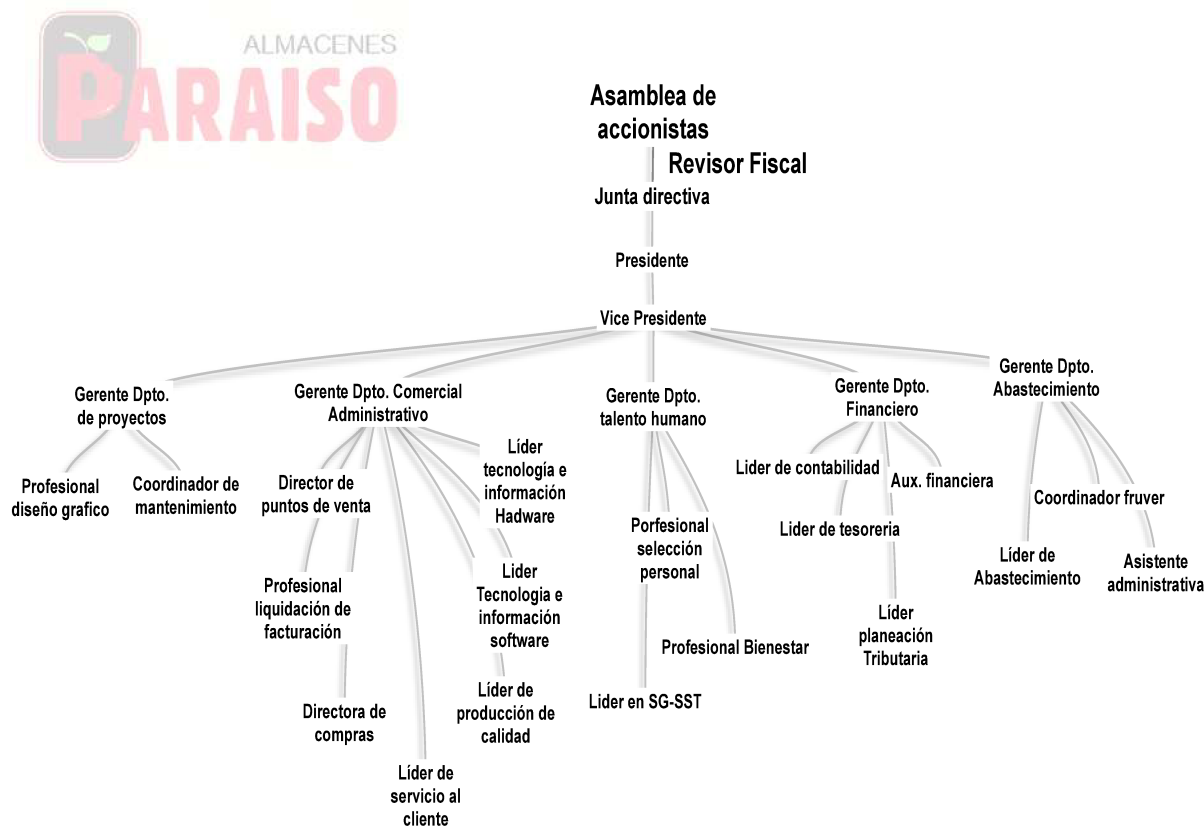 ALMACENES
PARAISO
Asamblea de
accionistas
Revisor Fiscal
Junta directiva
Presidente
Vice Presidente
Gerente Dpto.
de proyectos
Profesional
diseño grafico
Coordinador de
mantenimiento
Gerente Dpto. Comercial
Administrativo
Director de
puntos de venta
Profesional
liquidación de
facturación
Directora de
compras
Líder de
servicio al
cliente
Líder de
producción de
calidad
Lider
Tecnologia e
información
software
Líder
tecnología e
información
Hadware
Gerente Dpto.
talento humano
Porfesional
selección
personal
Lider en SG-SST
Profesional Bienestar
Gerente Dpto.
Financiero
Lider de contabilidad
Lider de tesoreria
Líder
planeación
Tributaria
Aux. financiera
Gerente Dpto.
Abastecimiento
Líder de
Abastecimiento
Coordinador fruver
Asistente
administrativa